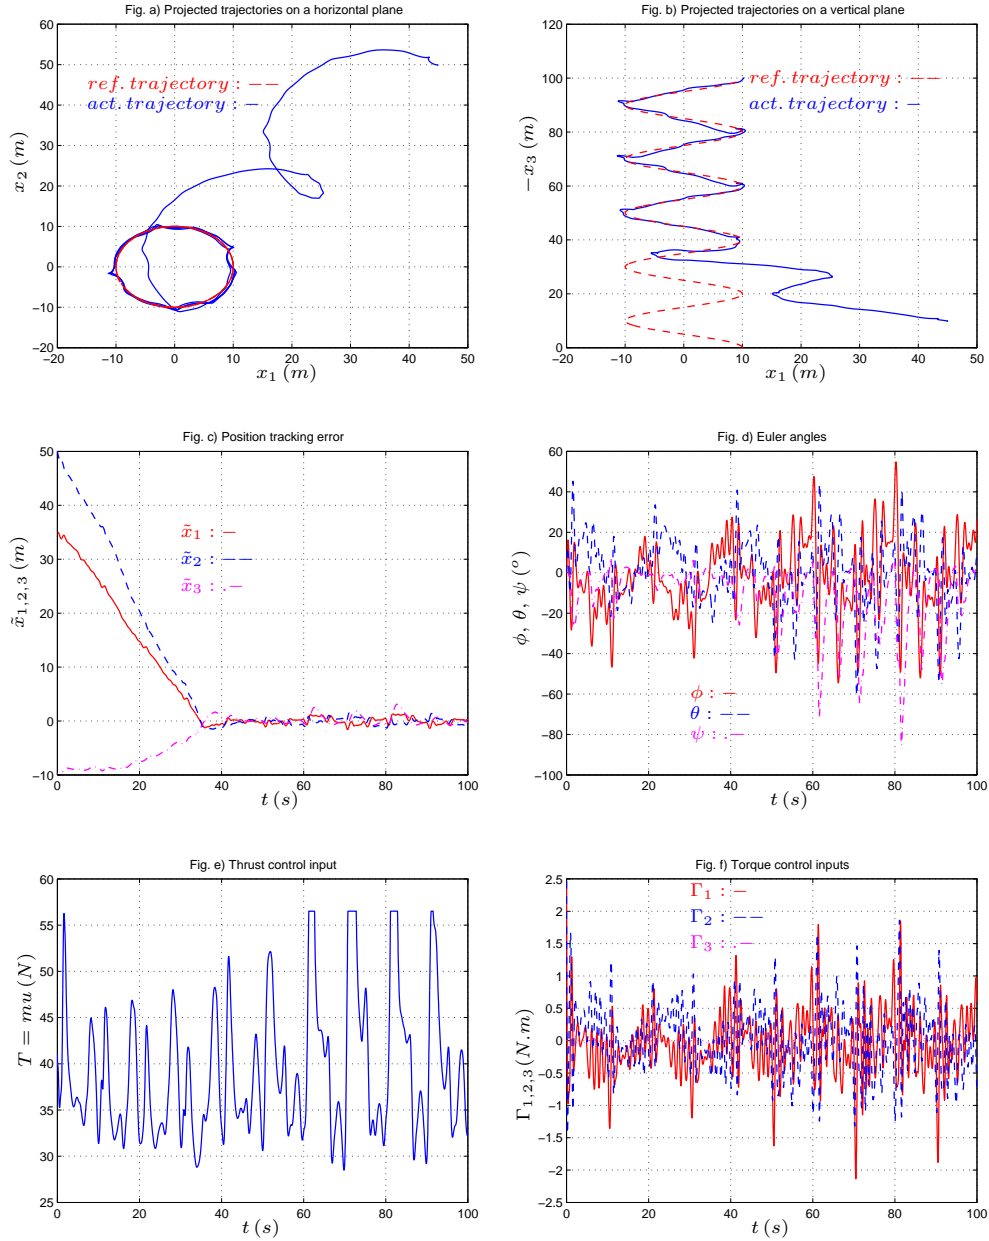 Fig. a) Projected trajectories on a horizontal plane
60
50
40
30
20
10
0
−10
−20
−20 −10 0 10 20 30 40 50
x₂ (m)
x₁ (m)
ref. trajectory : −−
act. trajectory : −
Fig. b) Projected trajectories on a vertical plane
120
100
80
60
40
20
0
−20 −10 0 10 20 30 40 50
−x₃ (m)
x₁ (m)
ref. trajectory : −−
act. trajectory : −
Fig. c) Position tracking error
50
40
30
20
10
0
−10
0 20 40 60 80 100
x̃₁,₂,₃ (m)
t (s)
x̃₁ : −
x̃₂ : −−
x̃₃ : .−
Fig. d) Euler angles
60
40
20
0
−20
−40
−60
−80
−100
0 20 40 60 80 100
ϕ, θ, ψ (°)
t (s)
ϕ : −
θ : −−
ψ : .−
Fig. e) Thrust control input
60
55
50
45
40
35
30
25
0 20 40 60 80 100
T = mu (N)
t (s)
Fig. f) Torque control inputs
2.5
2
1.5
1
0.5
0
−0.5
−1
−1.5
−2
−2.5
0 20 40 60 80 100
Γ₁,₂,₃ (N.m)
t (s)
Γ₁ : −
Γ₂ : −−
Γ₃ : .−